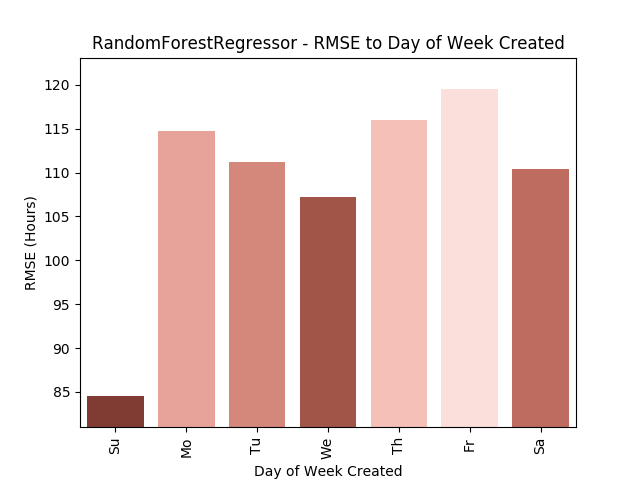 RandomForestRegressor - RMSE to Day of Week Created
RMSE (Hours)
120
115
110
105
100
95
90
85
Su
Mo
Tu
We
Th
Fr
Sa
Day of Week Created